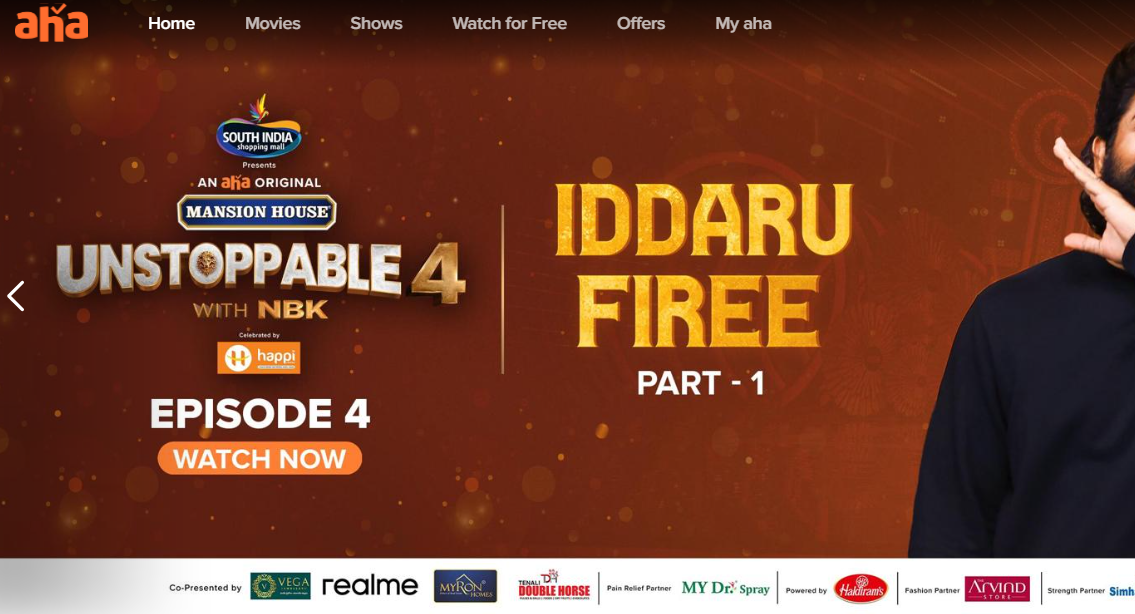 aha
Home Movies Shows Watch for Free Offers My aha
SOUTH INDIA
shopping mall
Presents
AN aha ORIGINAL
MANSION HOUSE
UNSTOPPABLE 4
WITH NBK
Celebrated by
happi
EPISODE 4
WATCH NOW
IDDARU
FIREE
PART - 1
Co-Presented by VEGA realme MYRON HOMES TENALI DOUBLE HORSE Pain Relief Partner MY Dr. Spray Powered by Haldiram's Fashion Partner THE ARVIND STORE Strength Partner Simh